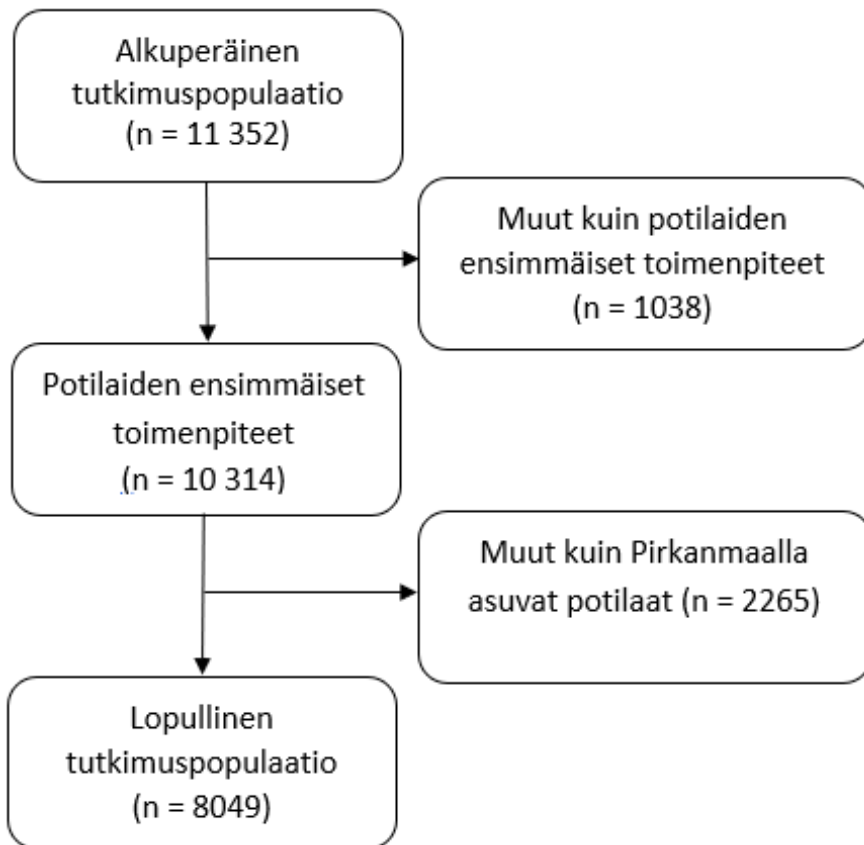 Alkuperäinen
tutkimuspopulaatio
(n = 11 352)
Muut kuin potilaiden
ensimmäiset toimenpiteet
(n = 1038)
Potilaiden ensimmäiset
toimenpiteet
(n = 10 314)
Muut kuin Pirkanmaalla
asuvat potilaat (n = 2265)
Lopullinen
tutkimuspopulaatio
(n = 8049)